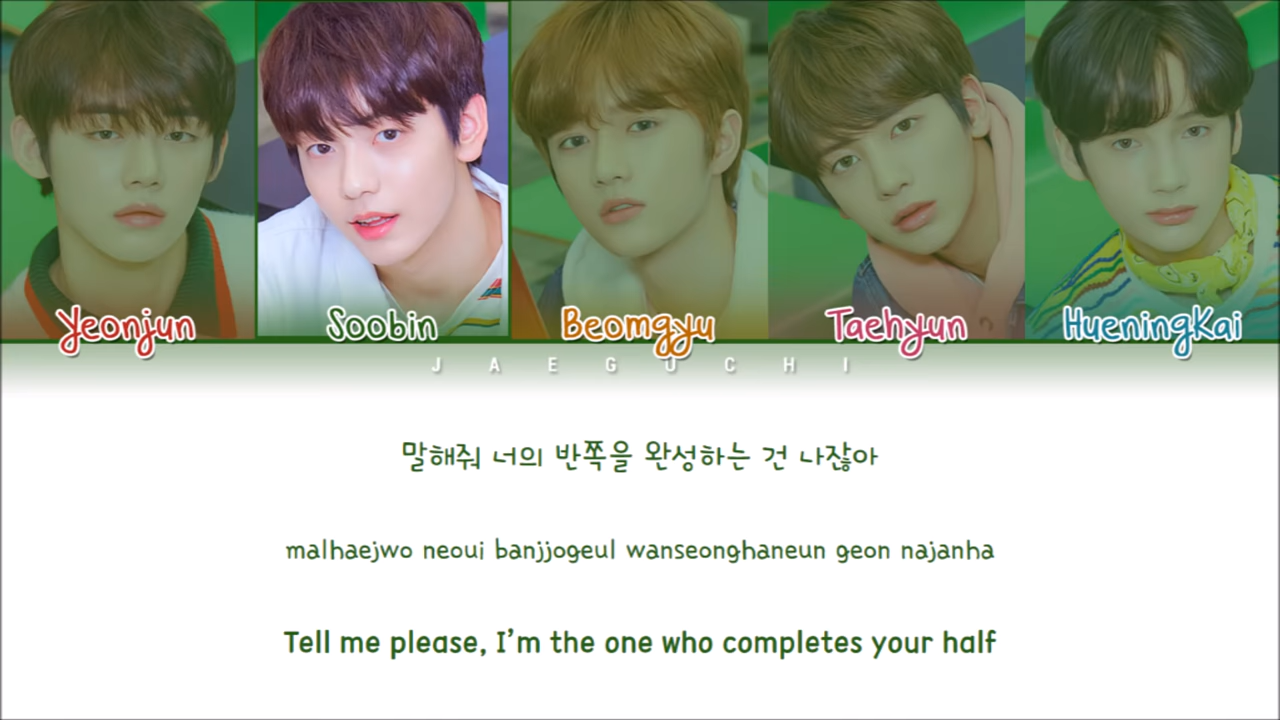 Yeonjun Soobin Beomgyu Taehyun HueningKai
JAEGUCHI
말해줘 너의 반쪽을 완성하는 건 나잖아
malhaejwo neoui banjjogeul wanseonghaneun geon najanha
Tell me please, I'm the one who completes your half